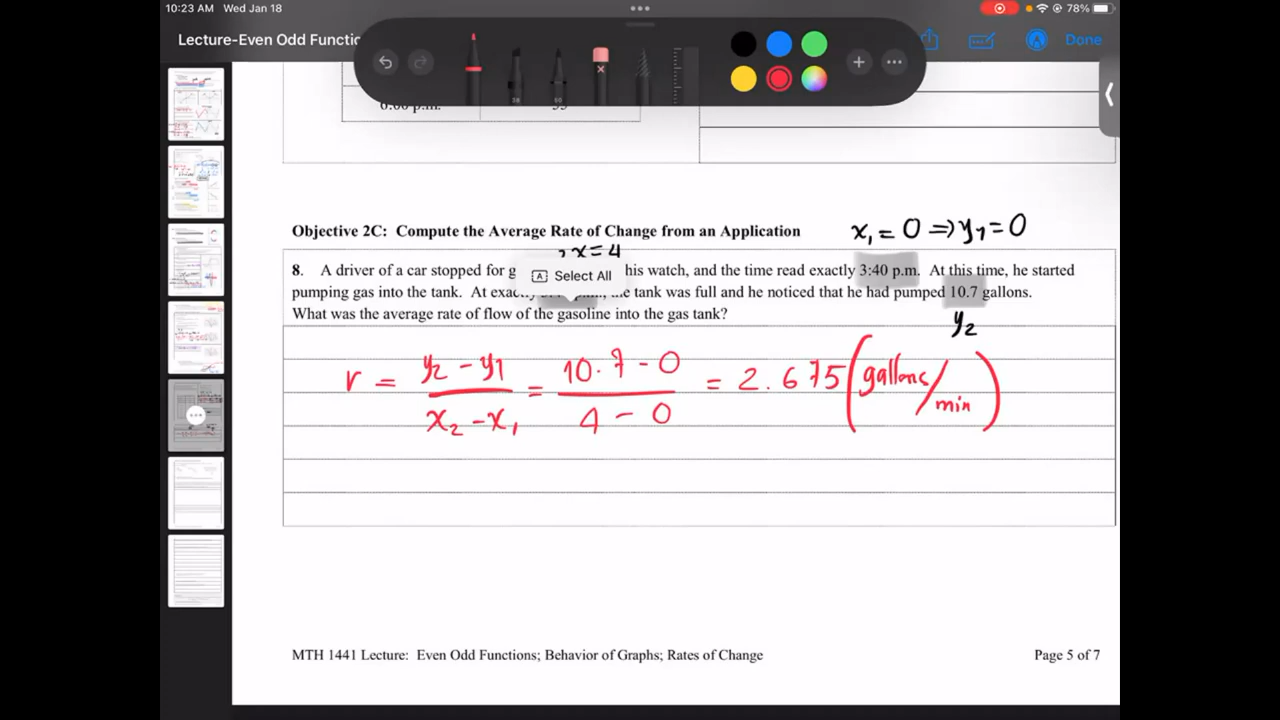 10:23 AM Wed Jan 18
78%
Lecture-Even Odd Functio
Done
Objective 2C: Compute the Average Rate of Change from an Application
x₁ = 0 ⇒ y₁ = 0
, x = 4
Select All
8. A driver of a car stopped for g his watch, and the time read exactly 3:40 p.m. At this time, he started
pumping gas into the tank. At the tank was full and he noticed that he had pumped 10.7 gallons.
What was the average rate of flow of the gasoline into the gas tank?
y₂
r = (y₂ - y₁)/(x₂ - x₁) = (10.7 - 0)/(4 - 0) = 2.675 (gallons/min)
MTH 1441 Lecture: Even Odd Functions; Behavior of Graphs; Rates of Change
Page 5 of 7